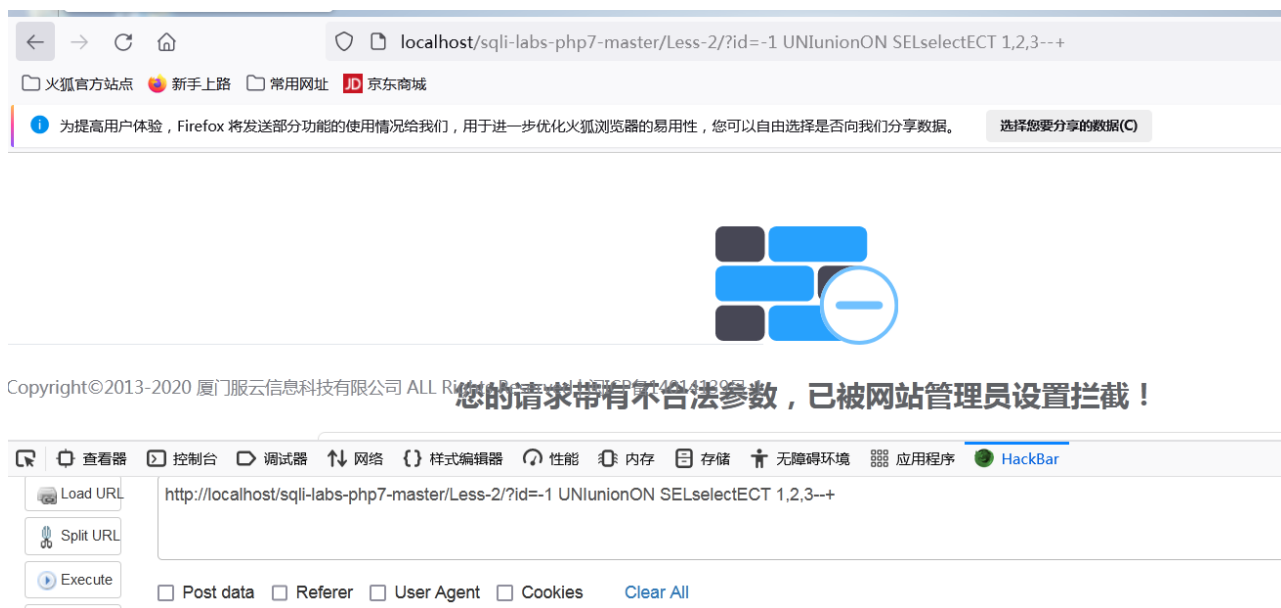 localhost/sqli-labs-php7-master/Less-2/?id=-1 UNIunionON SELselectECT 1,2,3--+
火狐官方站点 新手上路 常用网址 JD 京东商城
为提高用户体验，Firefox 将发送部分功能的使用情况给我们，用于进一步优化火狐浏览器的易用性，您可以自由选择是否向我们分享数据。 选择您要分享的数据(C)
Copyright©2013-2020 厦门服云信息科技有限公司 ALL Rights Reserved
您的请求带有不合法参数，已被网站管理员设置拦截！
查看器 控制台 调试器 网络 {} 样式编辑器 性能 内存 存储 无障碍环境 应用程序 HackBar
Load URL http://localhost/sqli-labs-php7-master/Less-2/?id=-1 UNIunionON SELselectECT 1,2,3--+
Split URL
Execute Post data Referer User Agent Cookies Clear All